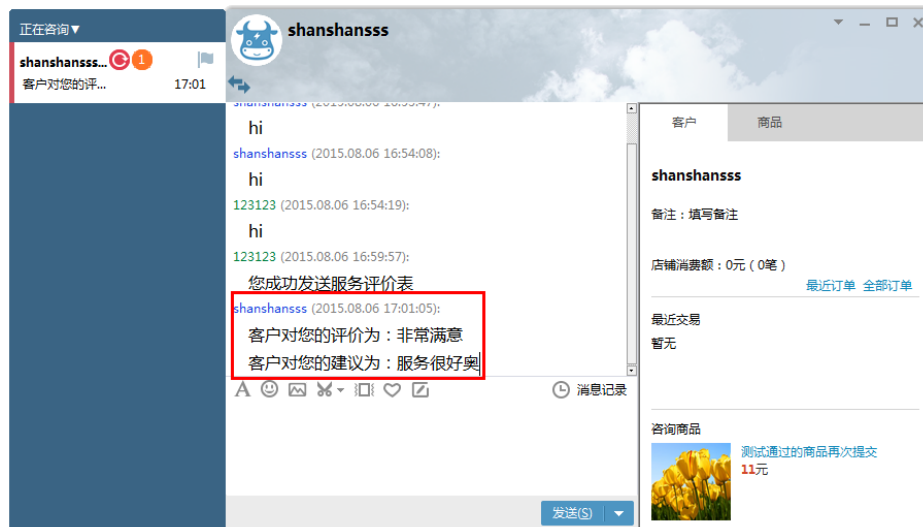 正在咨询▼
shanshansss... 1
客户对您的评... 17:01
shanshansss
shanshansss (2015.08.06 16:53:47):
hi
shanshansss (2015.08.06 16:54:08):
hi
123123 (2015.08.06 16:54:19):
hi
123123 (2015.08.06 16:59:57):
您成功发送服务评价表
shanshansss (2015.08.06 17:01:05):
客户对您的评价为：非常满意
客户对您的建议为：服务很好奥
消息记录
发送(S)
客户 商品
shanshansss
备注：填写备注
店铺消费额：0元（0笔）
最近订单 全部订单
最近交易
暂无
咨询商品
测试通过的商品再次提交
11元